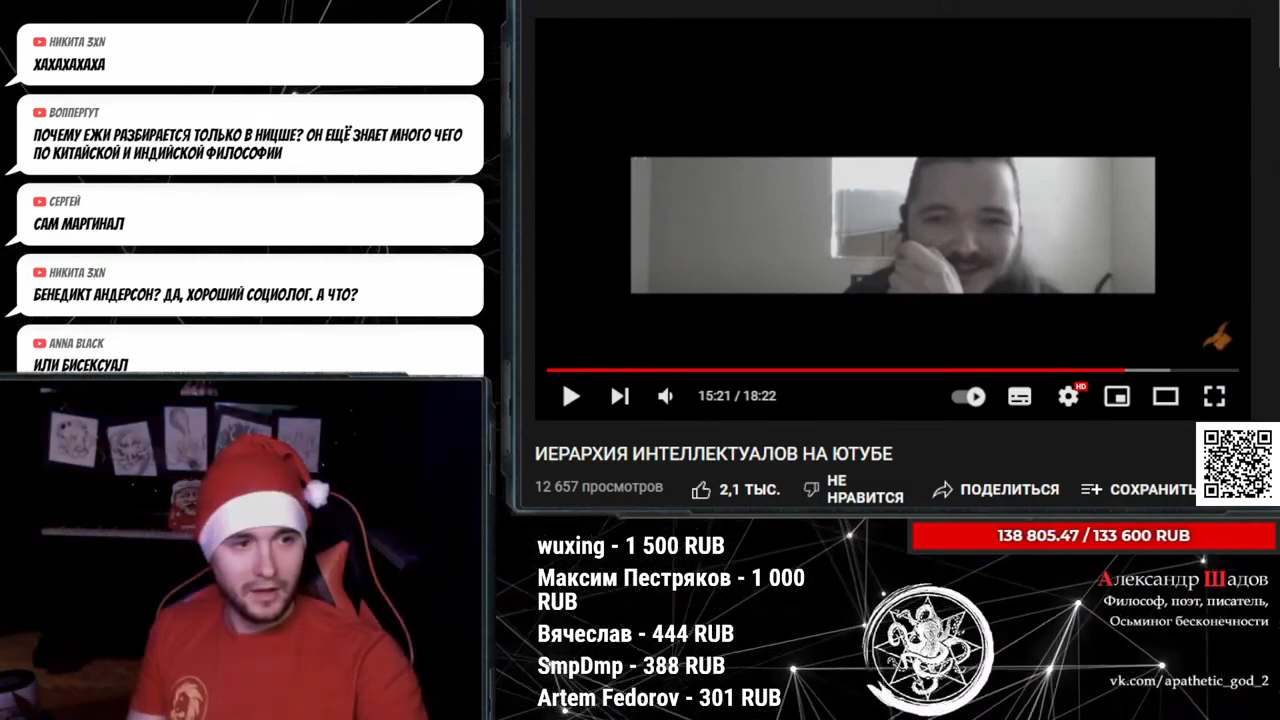 НИКИТА ЗХN
ХАХАХАХАХА
ВОППЕРГУТ
ПОЧЕМУ ЕЖИ РАЗБИРАЕТСЯ ТОЛЬКО В НИЦШЕ? ОН ЕЩЁ ЗНАЕТ МНОГО ЧЕГО
ПО КИТАЙСКОЙ И ИНДИЙСКОЙ ФИЛОСОФИИ
СЕРГЕЙ
САМ МАРГИНАЛ
НИКИТА ЗХN
БЕНЕДИКТ АНДЕРСОН? ДА, ХОРОШИЙ СОЦИОЛОГ. А ЧТО?
ANNA BLACK
ИЛИ БИСЕКСУАЛ
15:21 / 18:22
HD
ИЕРАРХИЯ ИНТЕЛЛЕКТУАЛОВ НА ЮТУБЕ
12 657 просмотров
2,1 ТЫС.
НЕ
НРАВИТСЯ
ПОДЕЛИТЬСЯ
СОХРАНИТЬ
138 805.47 / 133 600 RUB
wuxing - 1 500 RUB
Максим Пестряков - 1 000
RUB
Вячеслав - 444 RUB
SmpDmp - 388 RUB
Artem Fedorov - 301 RUB
Александр Шадов
Философ, поэт, писатель,
Осьминог бесконечности
vk.com/apathetic_god_2